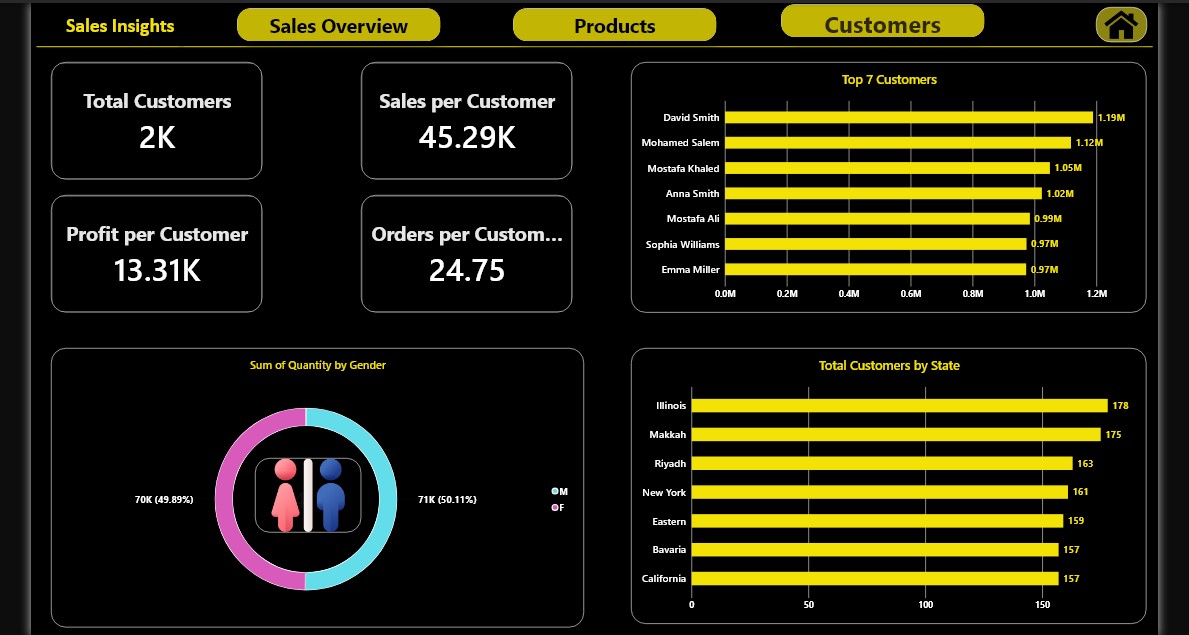 Sales Insights
Sales Overview
Products
Customers
Total Customers
2K
Sales per Customer
45.29K
Profit per Customer
13.31K
Orders per Custom...
24.75
Top 7 Customers
David Smith 1.19M
Mohamed Salem 1.12M
Mostafa Khaled 1.05M
Anna Smith 1.02M
Mostafa Ali 0.99M
Sophia Williams 0.97M
Emma Miller 0.97M
0.0M 0.2M 0.4M 0.6M 0.8M 1.0M 1.2M
Sum of Quantity by Gender
70K (49.89%)
71K (50.11%)
M
F
Total Customers by State
Illinois 178
Makkah 175
Riyadh 163
New York 161
Eastern 159
Bavaria 157
California 157
0 50 100 150